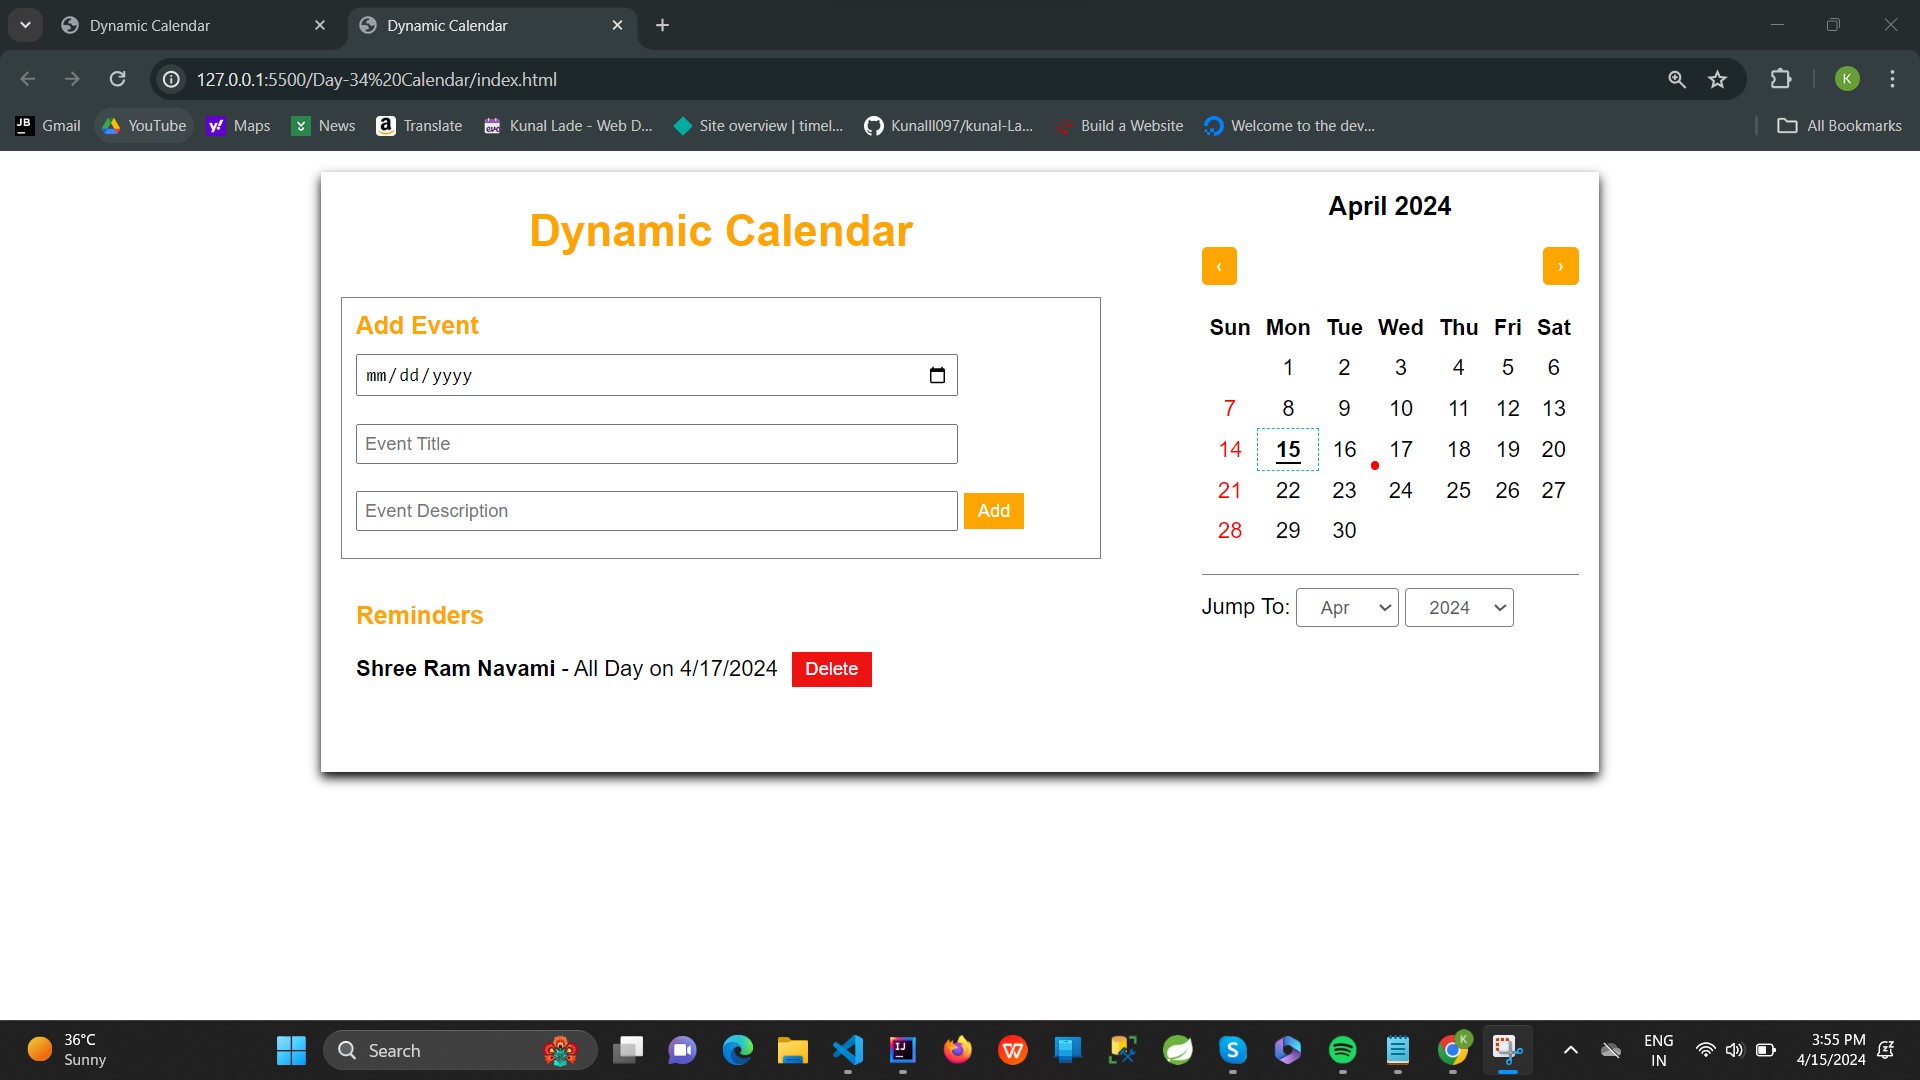 Dynamic Calendar
Dynamic Calendar
127.0.0.1:5500/Day-34%20Calendar/index.html
K
Gmail
YouTube
Maps
News
Translate
Kunal Lade - Web D...
Site overview | timel...
Kunalll097/kunal-La...
Build a Website
Welcome to the dev...
All Bookmarks
Dynamic Calendar
Add Event
mm/dd/yyyy
Event Title
Event Description
Add
Reminders
Shree Ram Navami - All Day on 4/17/2024
Delete
April 2024
‹ ›
Sun Mon Tue Wed Thu Fri Sat
1 2 3 4 5 6
7 8 9 10 11 12 13
14 15 16 17 18 19 20
21 22 23 24 25 26 27
28 29 30
Jump To: Apr 2024
36°C
Sunny
Search
ENG
IN
3:55 PM
4/15/2024